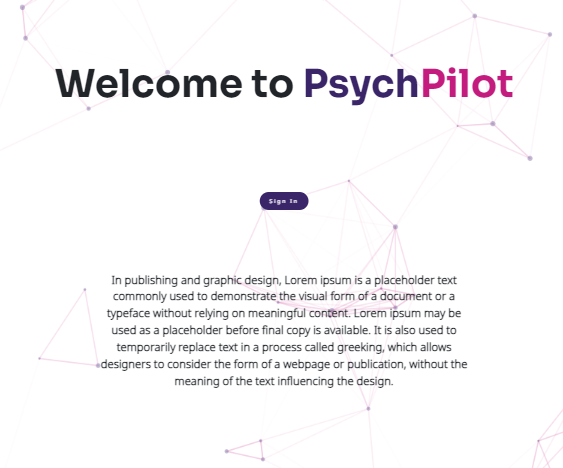 Welcome to PsychPilot
Sign In
In publishing and graphic design, Lorem ipsum is a placeholder text
commonly used to demonstrate the visual form of a document or a
typeface without relying on meaningful content. Lorem ipsum may be
used as a placeholder before final copy is available. It is also used to
temporarily replace text in a process called greeking, which allows
designers to consider the form of a webpage or publication, without the
meaning of the text influencing the design.